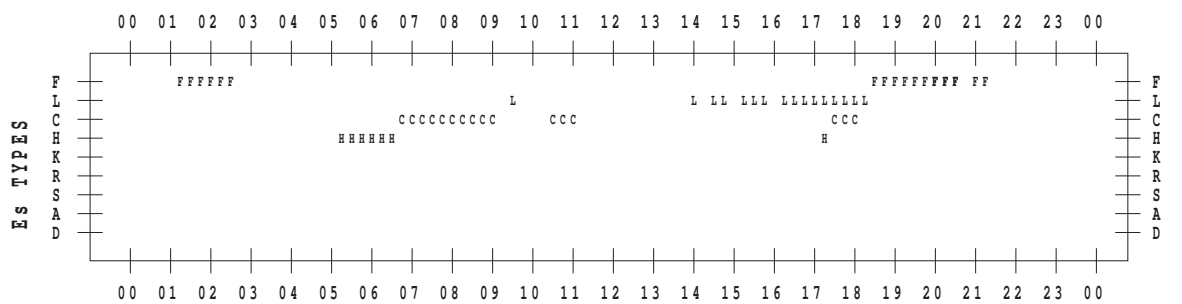 00 01 02 03 04 05 06 07 08 09 10 11 12 13 14 15 16 17 18 19 20 21 22 23 00
F FFFFFF FFFFFFFFF FF F
L L L LL LLL LLLLLLLLL L
C CCCCCCCCCC CCC CCC C
H HHHHHH H H
K K
R R
S S
A A
D D
Es TYPES
00 01 02 03 04 05 06 07 08 09 10 11 12 13 14 15 16 17 18 19 20 21 22 23 00